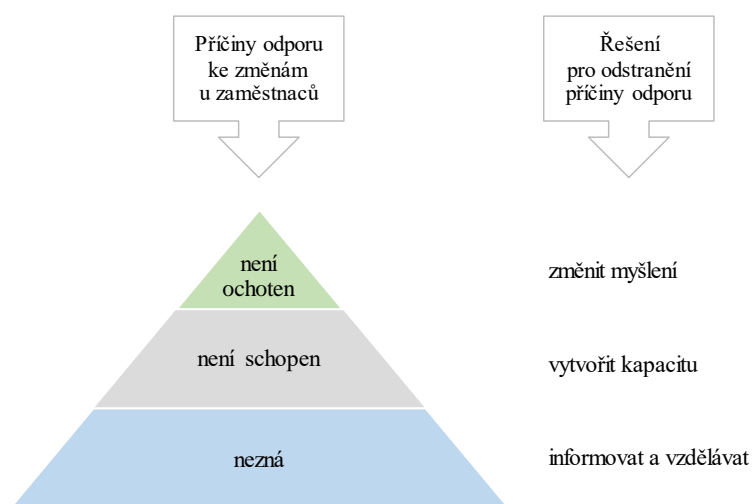 Příčiny odporu
ke změnám
u zaměstnaců
Řešení
pro odstranění
příčiny odporu
není
ochoten
změnit myšlení
není schopen
vytvořit kapacitu
nezná
informovat a vzdělávat